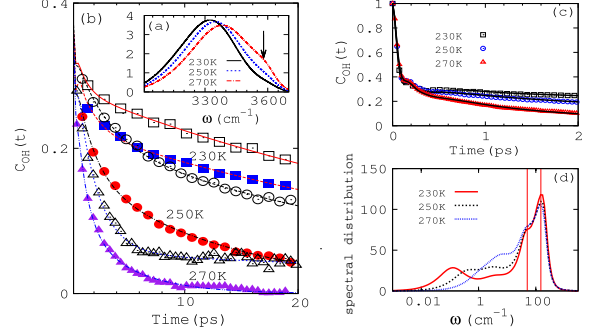 0.4
(b)
(a)
4
3
2
1
0
230K
250K
270K
3300
3600
ω (cm⁻¹)
C_OH(t)
0.2
230K
250K
270K
0
10
20
Time(ps)
(c)
1
0.8
0.6
0.4
0.2
0
230K
250K
270K
C_OH(t)
0
1
2
Time(ps)
(d)
150
100
50
0
230K
250K
270K
spectral distribution
0.01
1
100
ω (cm⁻¹)